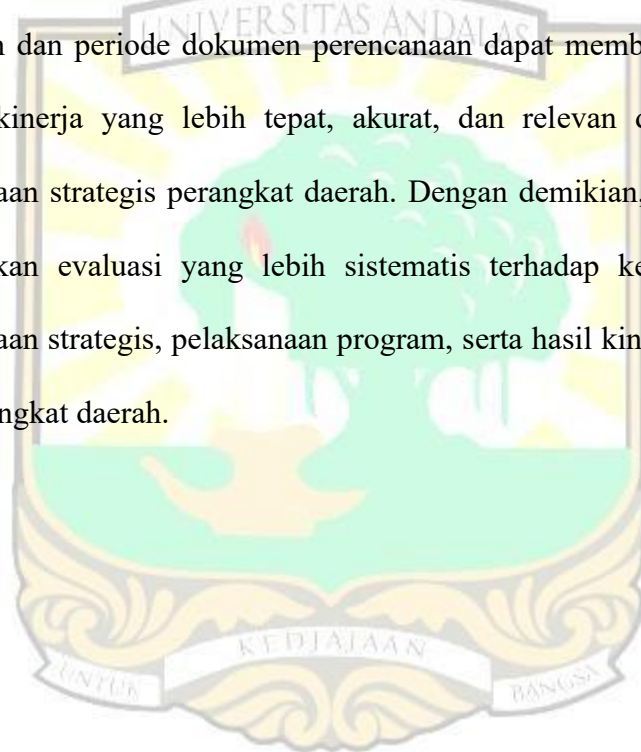 UNIVERSITAS ANDALAS
dan periode dokumen perencanaan dapat memb
kinerja yang lebih tepat, akurat, dan relevan
aan strategis perangkat daerah. Dengan demikian,
kan evaluasi yang lebih sistematis terhadap ke
aan strategis, pelaksanaan program, serta hasil kin
ngkat daerah.
KEDJAJAAN
UNTUK
BANGSA